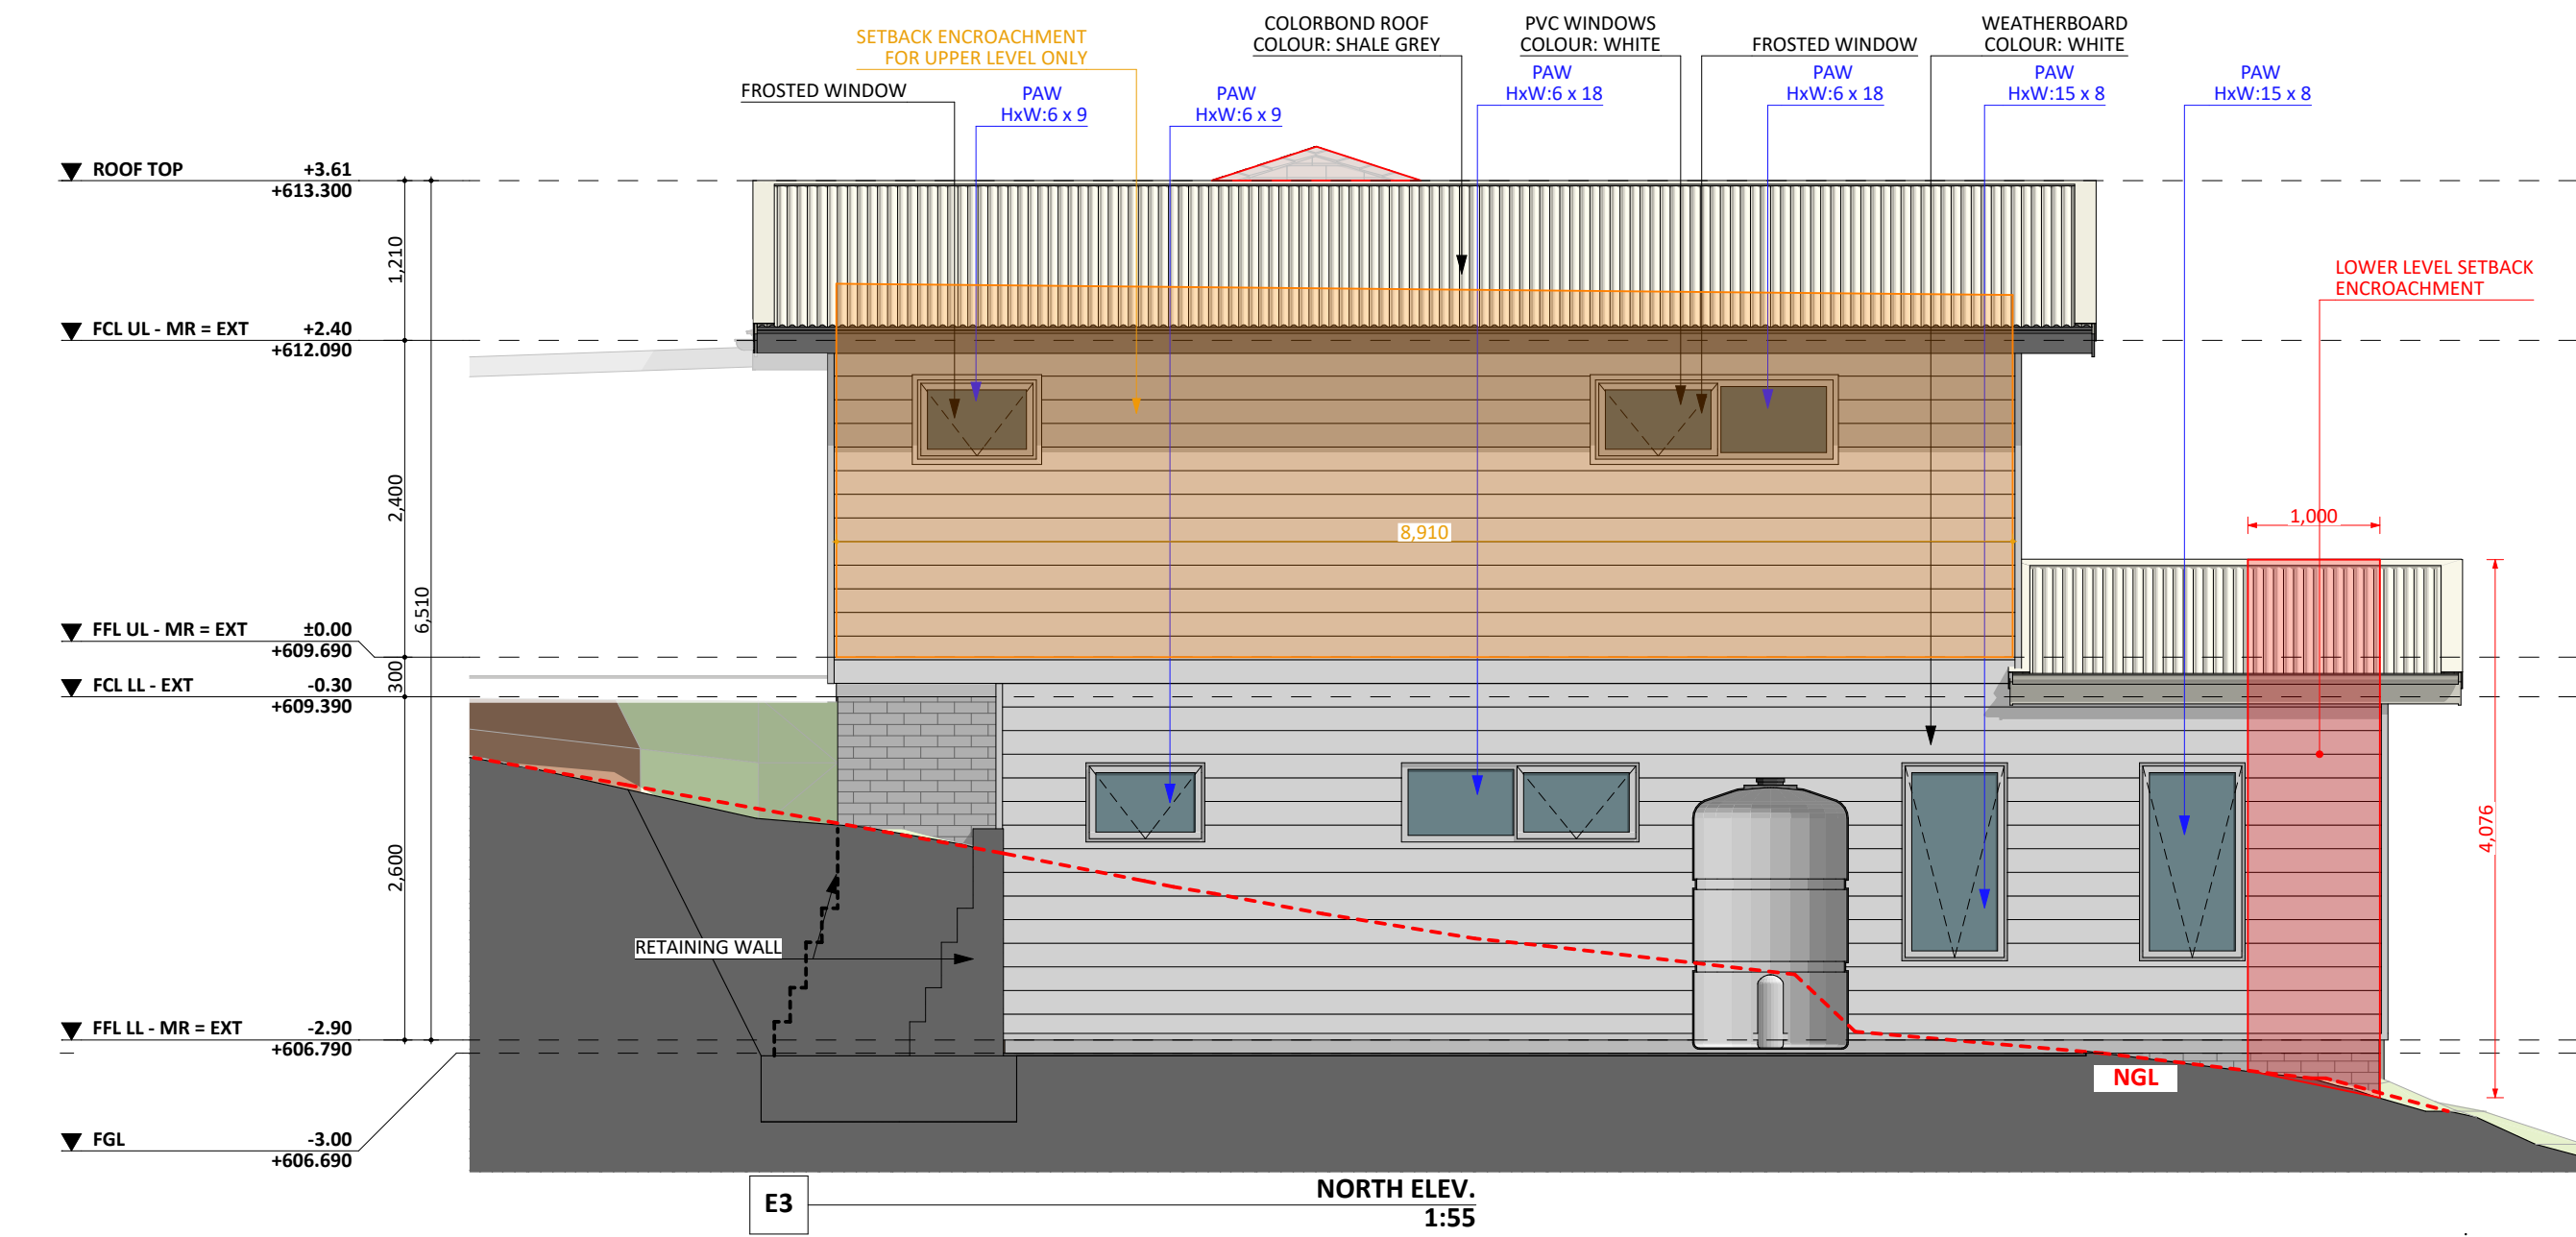 COLORBOND ROOF
COLOUR: SHALE GREY
PVC WINDOWS
COLOUR: WHITE
WEATHERBOARD
COLOUR: WHITE
SETBACK ENCROACHMENT
FOR UPPER LEVEL ONLY
FROSTED WINDOW
FROSTED WINDOW
PAW
HxW:6 x 9
PAW
HxW:6 x 9
PAW
HxW:6 x 18
PAW
HxW:6 x 18
PAW
HxW:15 x 8
PAW
HxW:15 x 8
ROOF TOP +3.61
+613.300
1,210
LOWER LEVEL SETBACK
ENCROACHMENT
FCL UL - MR = EXT +2.40
+612.090
2,400
8,910
1,000
6,510
FFL UL - MR = EXT ±0.00
+609.690
300
FCL LL - EXT -0.30
+609.390
4,076
2,600
RETAINING WALL
FFL LL - MR = EXT -2.90
+606.790
NGL
FGL -3.00
+606.690
E3
NORTH ELEV.
1:55